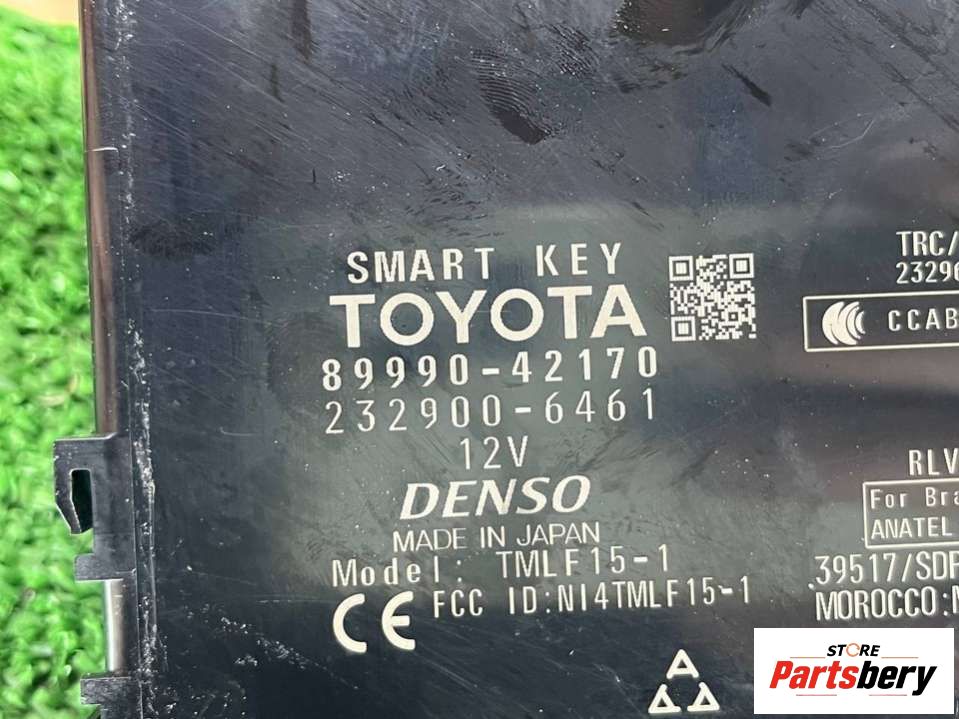 SMART KEY
TOYOTA
89990-42170
232900-6461
12V
DENSO
MADE IN JAPAN
Model: TMLF15-1
FCC ID:NI4TMLF15-1
CE
A
TRC/
2329
CCAB
RLV
For Bra
ANATEL
39517/SDP
MOROCCO:
STORE
Partsbery